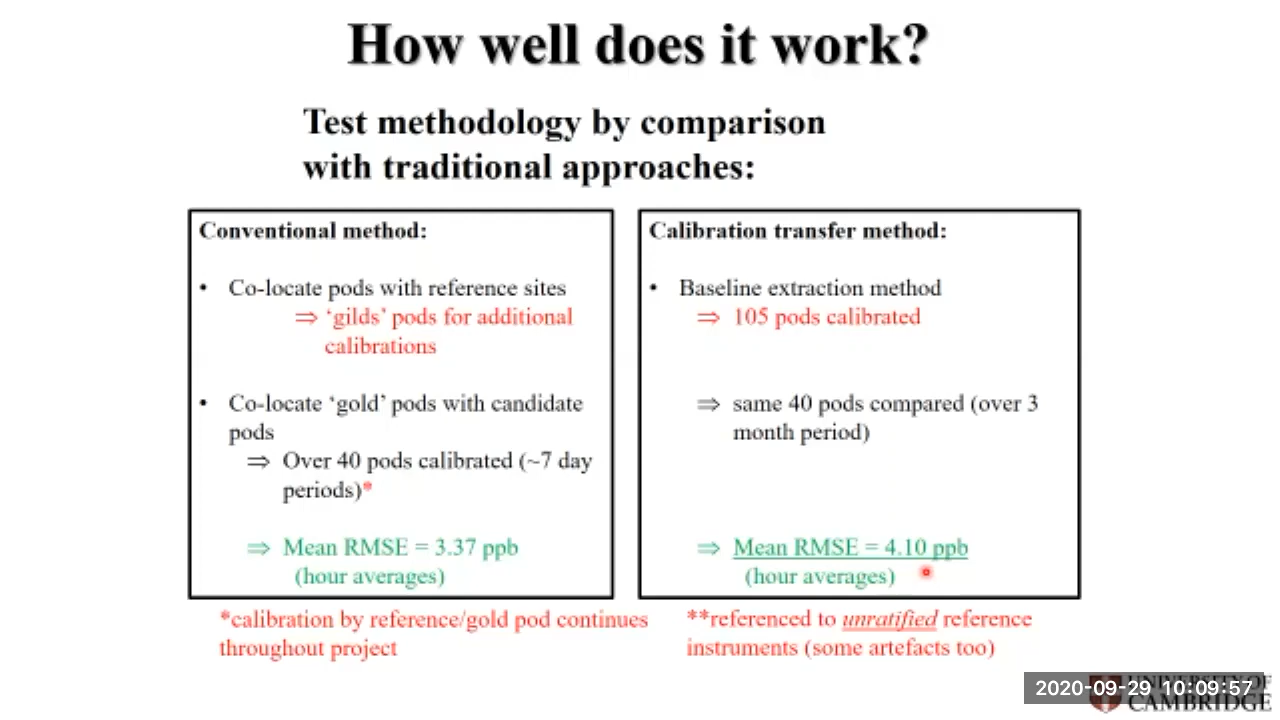 How well does it work?
Test methodology by comparison
with traditional approaches:
Conventional method:
• Co-locate pods with reference sites
⇒ ‘gilds’ pods for additional
calibrations
• Co-locate ‘gold’ pods with candidate
pods
⇒ Over 40 pods calibrated (~7 day
periods)*
⇒ Mean RMSE = 3.37 ppb
(hour averages)
*calibration by reference/gold pod continues
throughout project
Calibration transfer method:
• Baseline extraction method
⇒ 105 pods calibrated
⇒ same 40 pods compared (over 3
month period)
⇒ Mean RMSE = 4.10 ppb
(hour averages)
**referenced to unratified reference
instruments (some artefacts too)
UNIVERSITY OF
CAMBRIDGE
2020-09-29 10:09:57